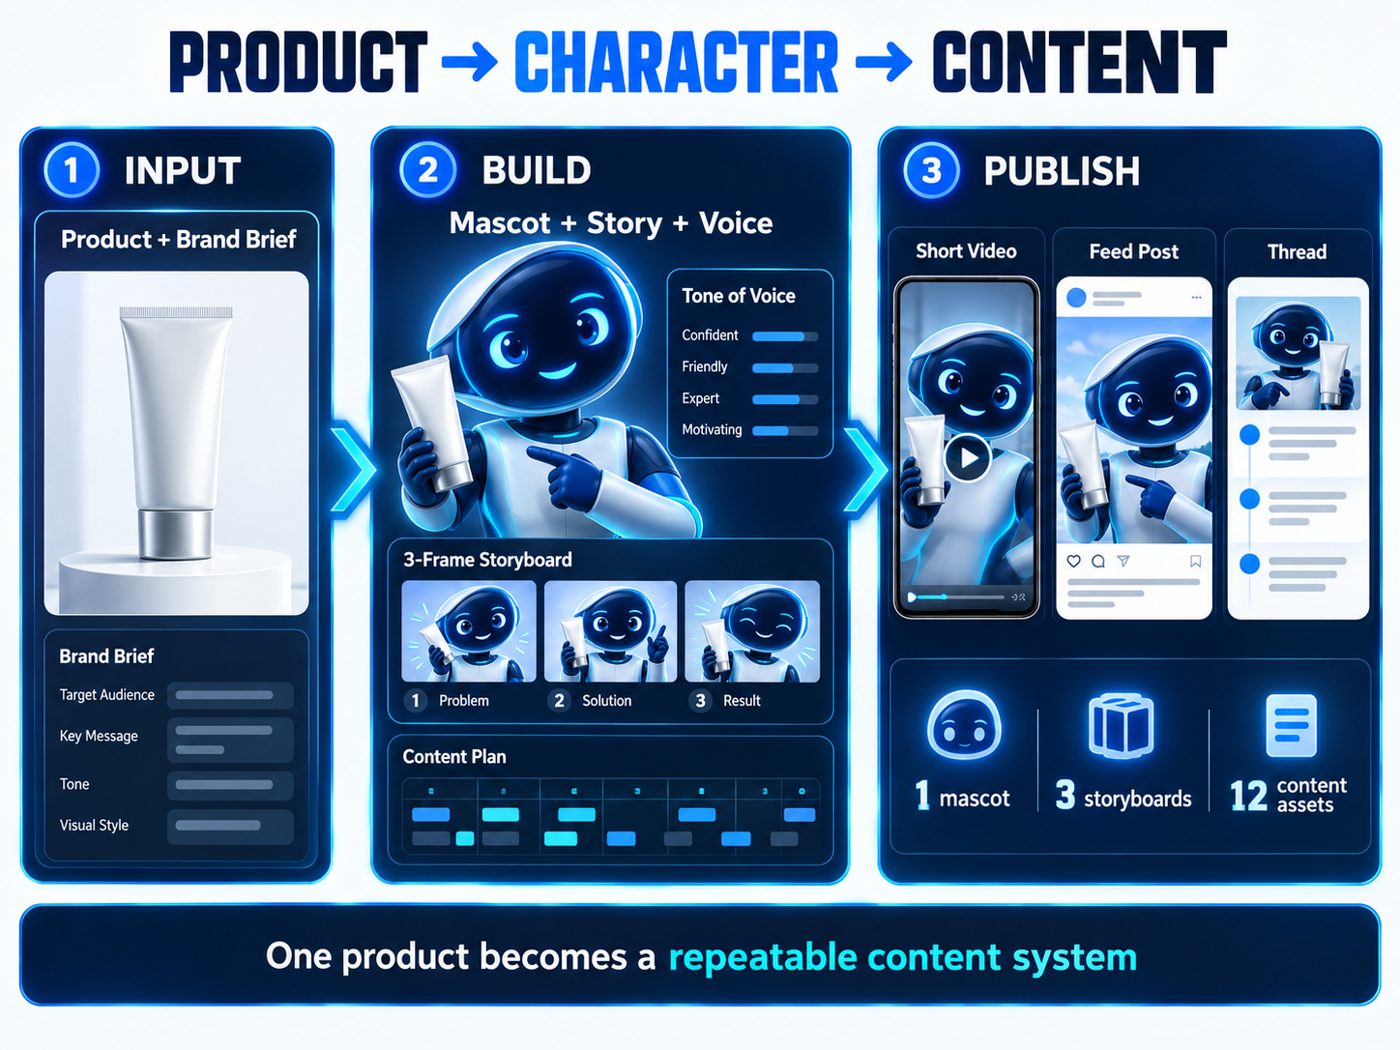 PRODUCT → CHARACTER → CONTENT
1 INPUT
Product + Brand Brief
Brand Brief
Target Audience
Key Message
Tone
Visual Style
2 BUILD
Mascot + Story + Voice
Tone of Voice
Confident
Friendly
Expert
Motivating
3-Frame Storyboard
1 Problem
2 Solution
3 Result
Content Plan
3 PUBLISH
Short Video
Feed Post
Thread
1 mascot
3 storyboards
12 content
assets
One product becomes a repeatable content system